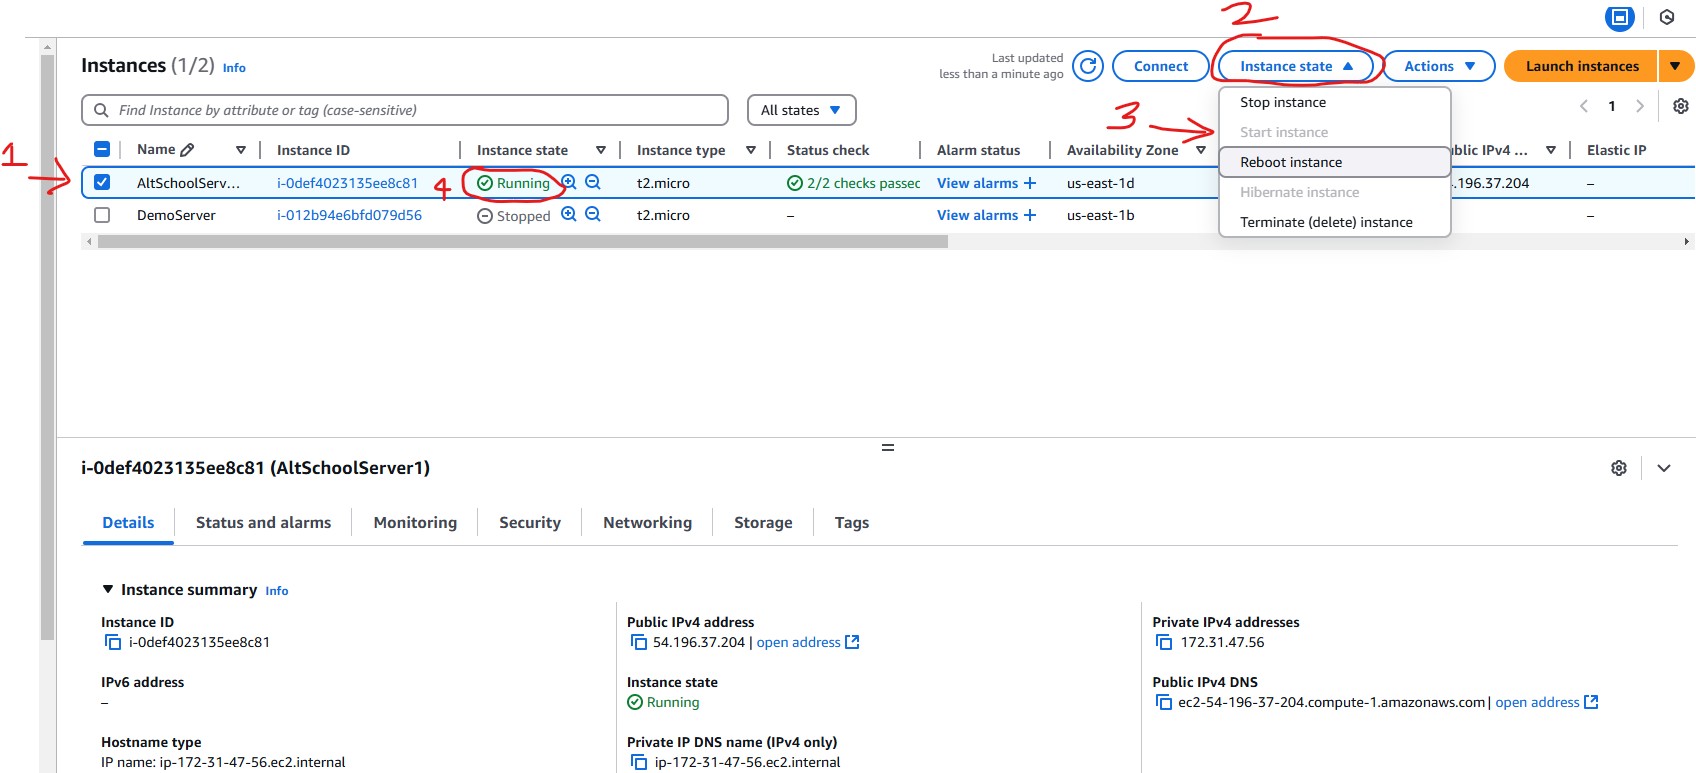 2
Last updated
less than a minute ago
Instances (1/2) Info
Connect
Instance state
Actions
Launch instances
Find Instance by attribute or tag (case-sensitive)
All states
1
Stop instance
3
Start instance
Reboot instance
Hibernate instance
Terminate (delete) instance
1
Name Instance ID Instance state Instance type Status check Alarm status Availability Zone blic IPv4 ... Elastic IP
AltSchoolServ... i-0def4023135ee8c81 4 Running t2.micro 2/2 checks passed View alarms + us-east-1d .196.37.204 –
DemoServer i-012b94e6bfd079d56 Stopped t2.micro – View alarms + us-east-1b –
i-0def4023135ee8c81 (AltSchoolServer1)
Details Status and alarms Monitoring Security Networking Storage Tags
Instance summary Info
Instance ID
i-0def4023135ee8c81
Public IPv4 address
54.196.37.204 | open address
Private IPv4 addresses
172.31.47.56
IPv6 address
–
Instance state
Running
Public IPv4 DNS
ec2-54-196-37-204.compute-1.amazonaws.com | open address
Hostname type
IP name: ip-172-31-47-56.ec2.internal
Private IP DNS name (IPv4 only)
ip-172-31-47-56.ec2.internal